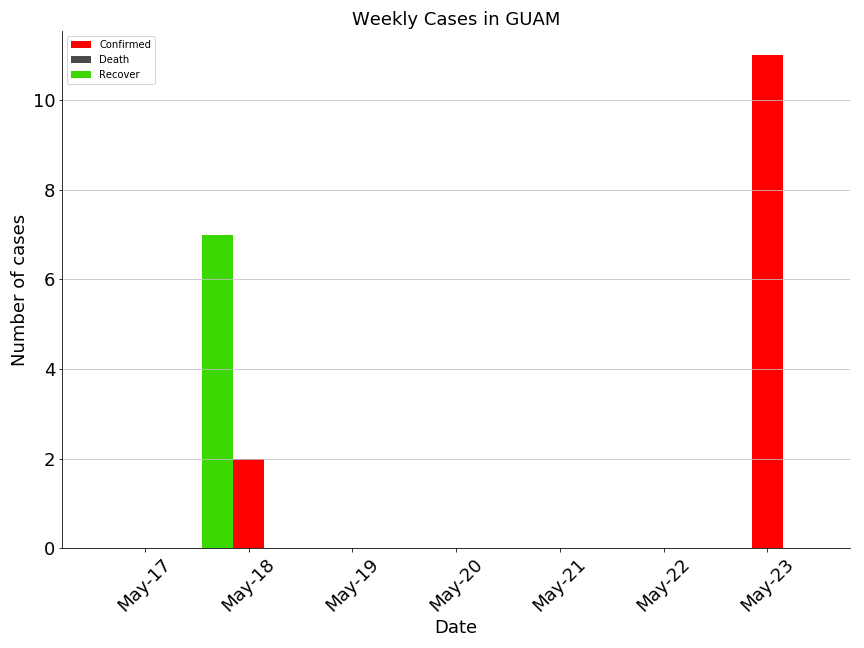 Weekly Cases in GUAM
Confirmed
Death
Recover
Number of cases
10
8
6
4
2
0
May-17
May-18
May-19
May-20
May-21
May-22
May-23
Date